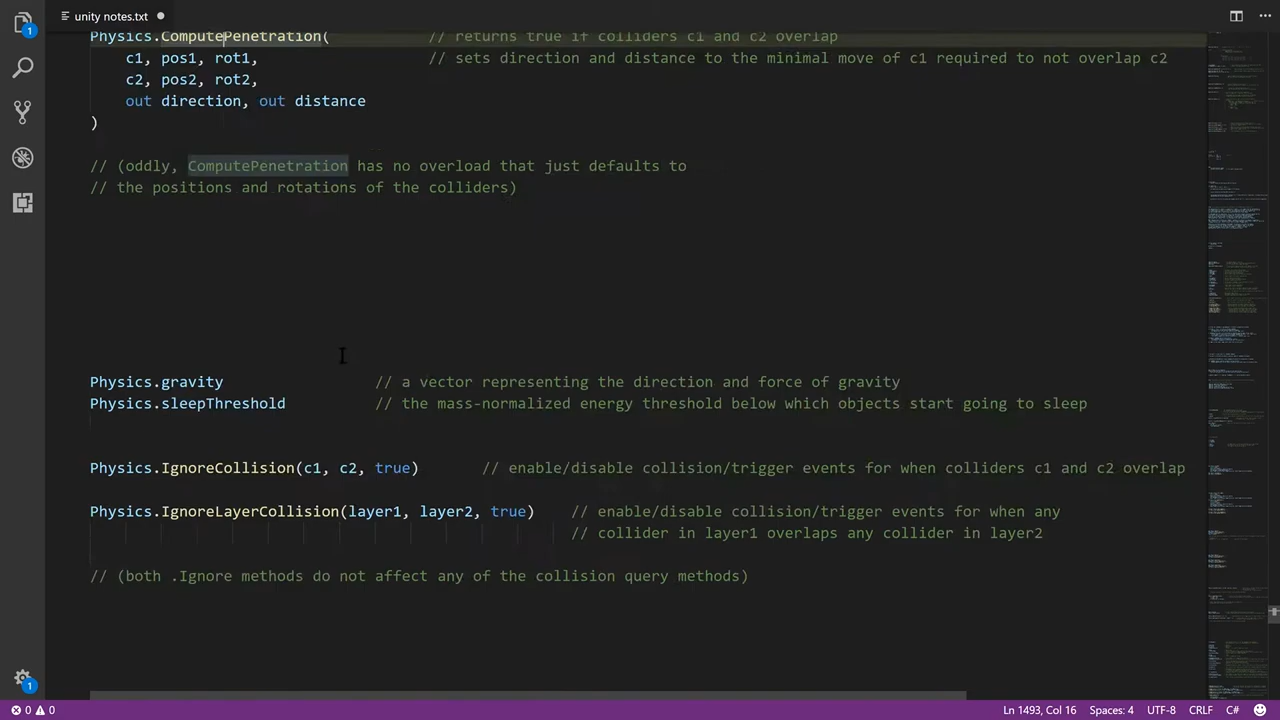 unity notes.txt
1
Physics.ComputePenetration( // returns true if colliders c1 and c2 overlap
c1, pos1, rot1, // sets direction and distance to the minimal move of c1 required to not overlap c2
c2, pos2, rot2,
out direction, out distance
)
// (oddly, ComputePenetration has no overload that just defaults to
// the positions and rotations of the colliders)
Physics.gravity // a vector representing the direction and force of gravity
Physics.sleepThreshold // the mass-normalized energy threshold below which objects start going to sleep
Physics.IgnoreCollision(c1, c2, true) // enable/disable collision/trigger events for when colliders c1 and c2 overlap
Physics.IgnoreLayerCollision(layer1, layer2, true) // enable/disable collision/trigger events for when any
// collider in layer1 overlaps any collider in layer2
// (both .Ignore methods do not affect any of the collision query methods)
1
0 0 Ln 1493, Col 16 Spaces: 4 UTF-8 CRLF C#